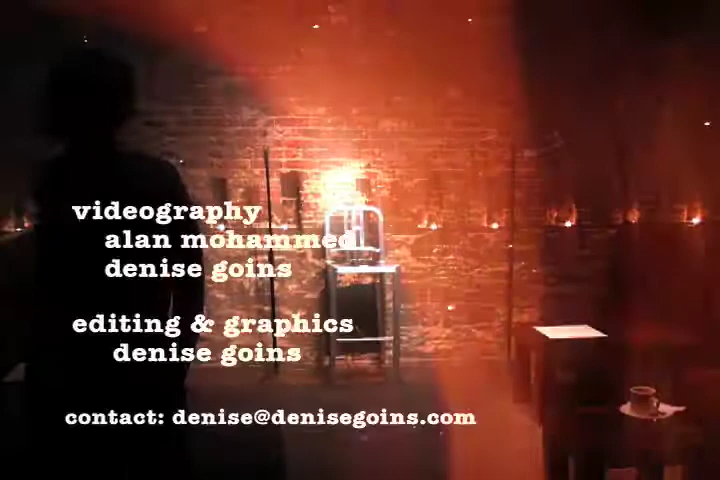 videography
alan mohammed
denise goins
editing & graphics
denise goins
contact: denise@denisegoins.com